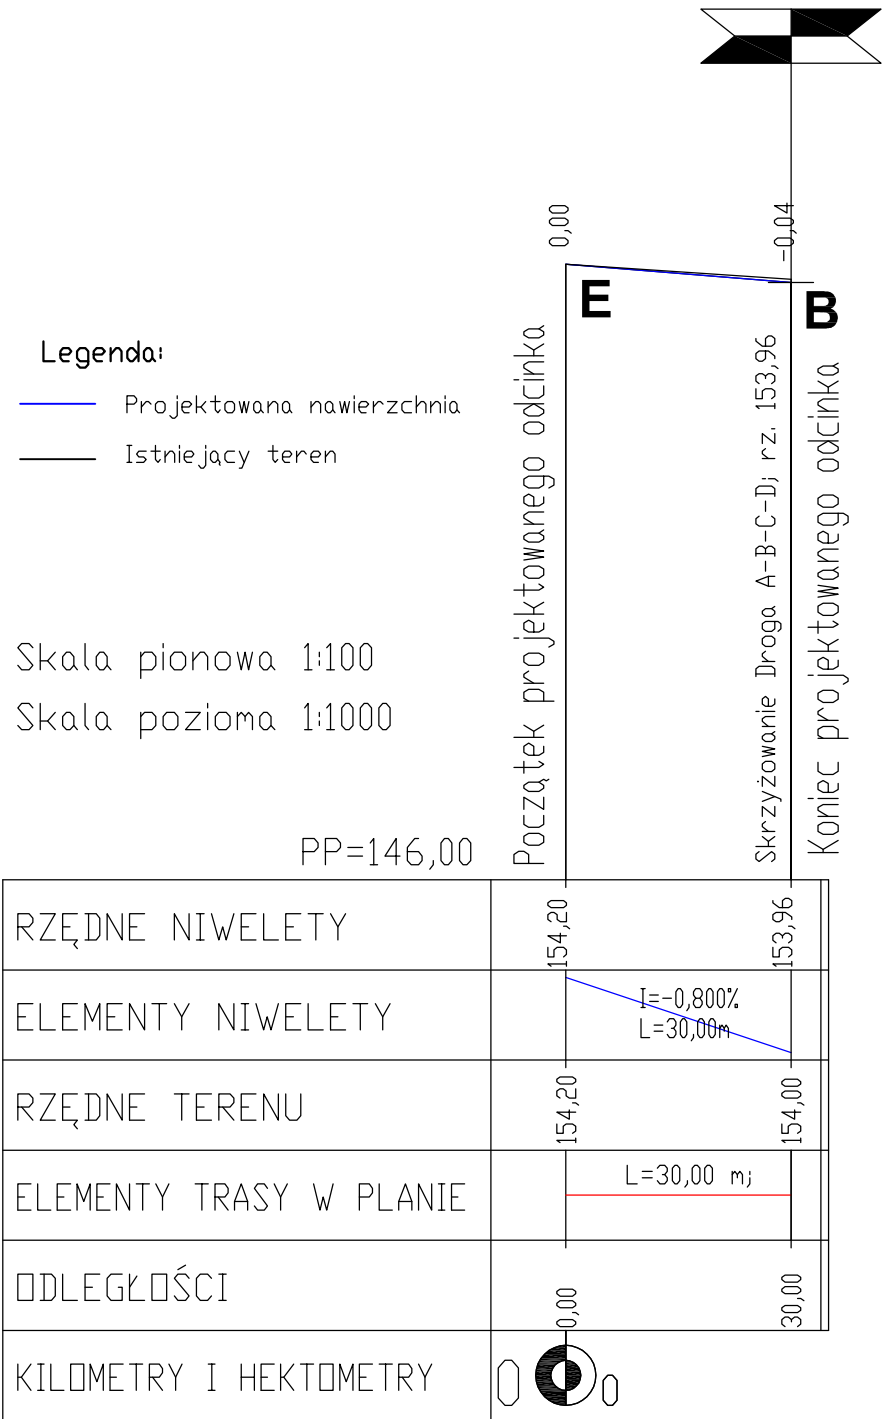 0,00
-0,04
E
B
Legenda:
Projektowana nawierzchnia
Istniejący teren
Początek projektowanego odcinka
Skrzyżowanie Droga A-B-C-D; rz. 153,96
Koniec projektowanego odcinka
Skala pionowa 1:100
Skala pozioma 1:1000
PP=146,00
RZĘDNE NIWELETY
154,20
153,96
ELEMENTY NIWELETY
I=-0,800%
L=30,00m
RZĘDNE TERENU
154,20
154,00
ELEMENTY TRASY W PLANIE
L=30,00 m;
ODLEGŁOŚCI
0,00
30,00
KILOMETRY I HEKTOMETRY
0
0